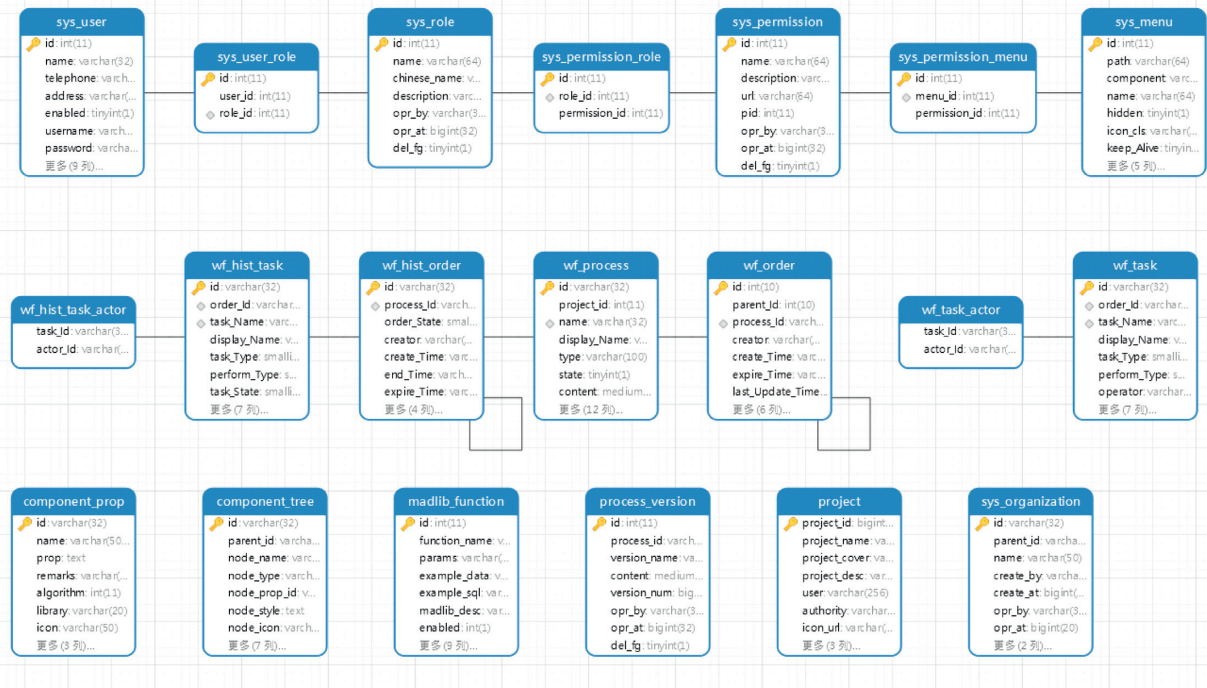 sys_user
id: int(11)
name: varchar(32)
telephone: varch...
address: varchar(...
enabled: tinyint(1)
username: varch...
password: varcha...
更多 (9 列)...
sys_user_role
id: int(11)
user_id: int(11)
role_id: int(11)
sys_role
id: int(11)
name: varchar(64)
chinese_name: v...
description: varc...
opr_by: varchar(3...
opr_at: bigint(32)
del_fg: tinyint(1)
sys_permission_role
id: int(11)
role_id: int(11)
permission_id: int(11)
sys_permission
id: int(11)
name: varchar(64)
description: varc...
url: varchar(64)
pid: int(11)
opr_by: varchar(3...
opr_at: bigint(32)
del_fg: tinyint(1)
sys_permission_menu
id: int(11)
menu_id: int(11)
permission_id: int(11)
sys_menu
id: int(11)
path: varchar(64)
component: varc...
name: varchar(64)
hidden: tinyint(1)
icon_cls: varchar(...
keep_Alive: tinyin...
更多 (5 列)...
wf_hist_task_actor
task_Id: varchar(3...
actor_Id: varchar(...
wf_hist_task
id: varchar(32)
order_Id: varchar...
task_Name: varc...
display_Name: v...
task_Type: smalli...
perform_Type: s...
task_State: smalli...
更多 (7 列)...
wf_hist_order
id: varchar(32)
process_Id: varch...
order_State: smal...
creator: varchar(...
create_Time: varc...
end_Time: varch...
expire_Time: varc...
更多 (4 列)...
wf_process
id: varchar(32)
project_id: int(11)
name: varchar(32)
display_Name: v...
type: varchar(100)
state: tinyint(1)
content: medium...
更多 (12 列)...
wf_order
id: int(10)
parent_Id: int(10)
process_Id: varch...
creator: varchar(...
create_Time: varc...
expire_Time: varc...
last_Update_Time...
更多 (6 列)...
wf_task_actor
task_Id: varchar(3...
actor_Id: varchar(...
wf_task
id: varchar(32)
order_Id: varchar...
task_Name: varc...
display_Name: v...
task_Type: smalli...
perform_Type: s...
operator: varchar...
更多 (7 列)...
component_prop
id: varchar(32)
name: varchar(50...
prop: text
remarks: varchar(...
algorithm: int(11)
library: varchar(20)
icon: varchar(50)
更多 (3 列)...
component_tree
id: varchar(32)
parent_id: varcha...
node_name: varc...
node_type: varch...
node_prop_id: v...
node_style: text
node_icon: varch...
更多 (7 列)...
madlib_function
id: int(11)
function_name: v...
params: varchar(...
example_data: v...
example_sql: var...
madlib_desc: var...
enabled: int(1)
更多 (9 列)...
process_version
id: int(11)
process_id: varch...
version_name: va...
content: medium...
version_num: big...
opr_by: varchar(3...
opr_at: bigint(32)
del_fg: tinyint(1)
project
project_id: bigint...
project_name: va...
project_cover: va...
project_desc: var...
user: varchar(256)
authority: varchar...
icon_url: varchar(...
更多 (3 列)...
sys_organization
id: varchar(32)
parent_id: varcha...
name: varchar(50)
create_by: varcha...
create_at: bigint(...
opr_by: varchar(3...
opr_at: bigint(20)
更多 (2 列)...